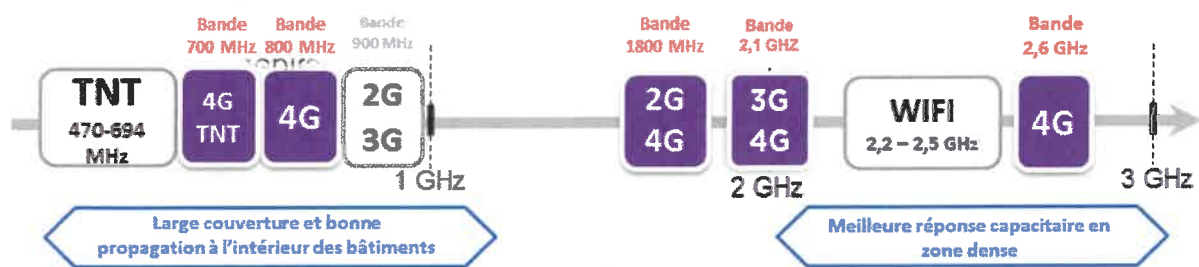 Bande
700 MHz
Bande
800 MHz
Bande
900 MHz
Bande
1800 MHz
Bande
2,1 GHZ
Bande
2,6 GHz
TNT
470-694
MHz
4G
TNT
4G
2G
3G
2G
4G
3G
4G
WIFI
2,2 – 2,5 GHz
4G
1 GHz
2 GHz
3 GHz
Large couverture et bonne
propagation à l'intérieur des bâtiments
Meilleure réponse capacitaire en
zone dense